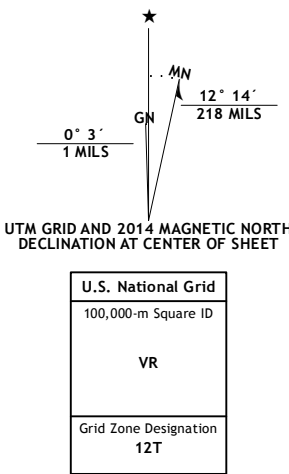 ★
MN
GN
12° 14´
218 MILS
0° 3´
1 MILS
UTM GRID AND 2014 MAGNETIC NORTH
DECLINATION AT CENTER OF SHEET
U.S. National Grid
100,000-m Square ID
VR
Grid Zone Designation
12T